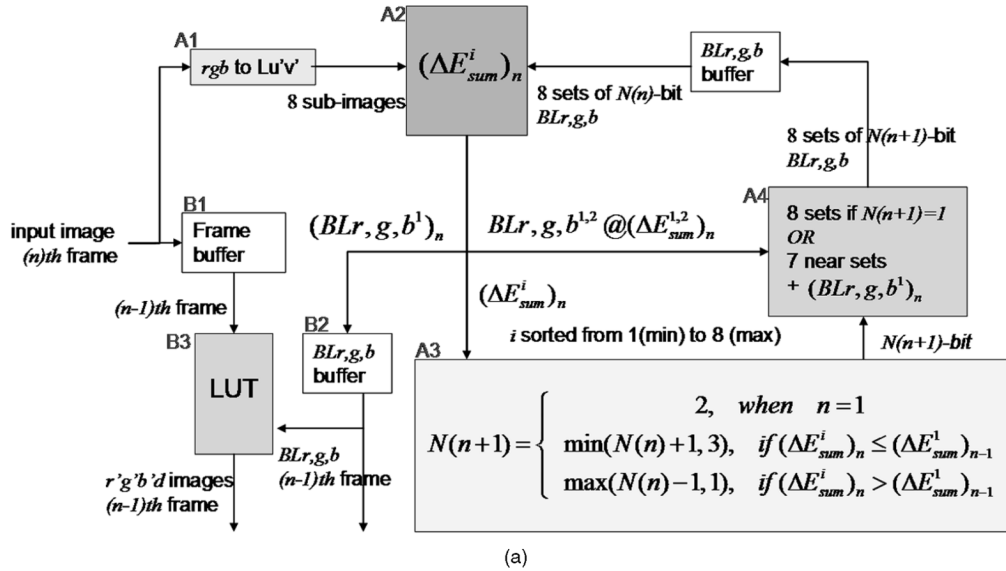 A1
rgb to Lu'v'
8 sub-images
A2
(ΔE^i_sum)_n
8 sets of N(n)-bit
BLr,g,b
BLr,g,b
buffer
8 sets of N(n+1)-bit
BLr,g,b
A4
8 sets if N(n+1)=1
OR
7 near sets
+ (BLr,g,b^1)_n
input image
(n)th frame
B1
Frame
buffer
(n-1)th frame
(BLr,g,b^1)_n
BLr,g,b^1,2 @(ΔE^1,2_sum)_n
(ΔE^i_sum)_n
i sorted from 1(min) to 8 (max)
N(n+1)-bit
B3
LUT
B2
BLr,g,b
buffer
BLr,g,b
(n-1)th frame
r'g'b'd images
(n-1)th frame
A3
N(n+1) = {
2, when n=1
min(N(n)+1,3), if (ΔE^i_sum)_n ≤ (ΔE^1_sum)_n-1
max(N(n)-1,1), if (ΔE^i_sum)_n > (ΔE^1_sum)_n-1
(a)